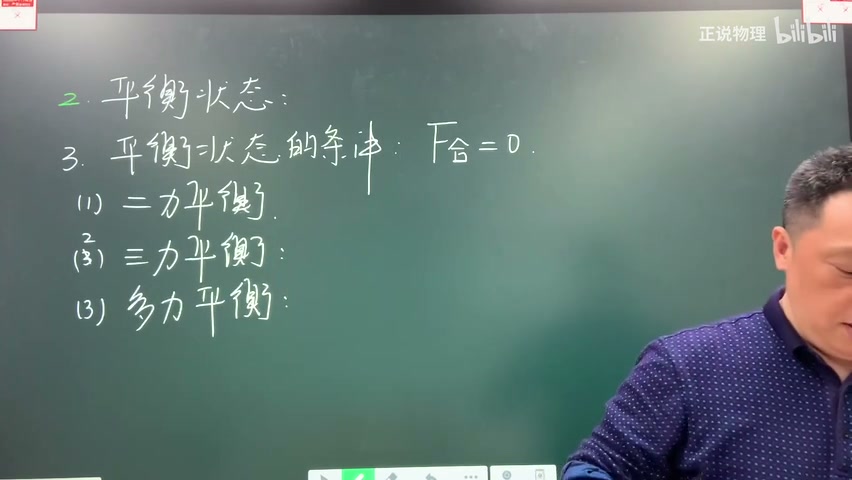 正说物理 bilibili
2. 平衡状态:
3. 平衡状态的条件: F合=0.
(1) 二力平衡.
(2) 三力平衡:
(3) 多力平衡: